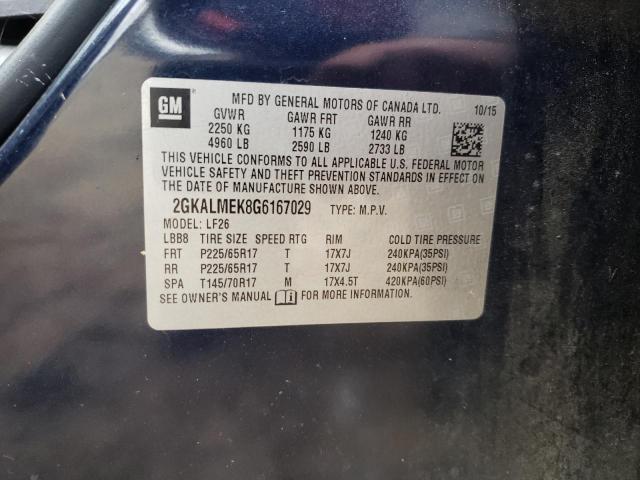 GM
MFD BY GENERAL MOTORS OF CANADA LTD. 10/15
GVWR GAWR FRT GAWR RR
2250 KG 1175 KG 1240 KG
4960 LB 2590 LB 2733 LB
THIS VEHICLE CONFORMS TO ALL APPLICABLE U.S. FEDERAL MOTOR
VEHICLE SAFETY AND THEFT PREVENTION STANDARDS IN EFFECT ON
THE DATE OF MANUFACTURE SHOWN ABOVE.
2GKALMEK8G6167029 TYPE: M.P.V.
MODEL: LF26
LBB8 TIRE SIZE SPEED RTG RIM COLD TIRE PRESSURE
FRT P225/65R17 T 17X7J 240KPA(35PSI)
RR P225/65R17 T 17X7J 240KPA(35PSI)
SPA T145/70R17 M 17X4.5T 420KPA(60PSI)
SEE OWNER'S MANUAL FOR MORE INFORMATION.